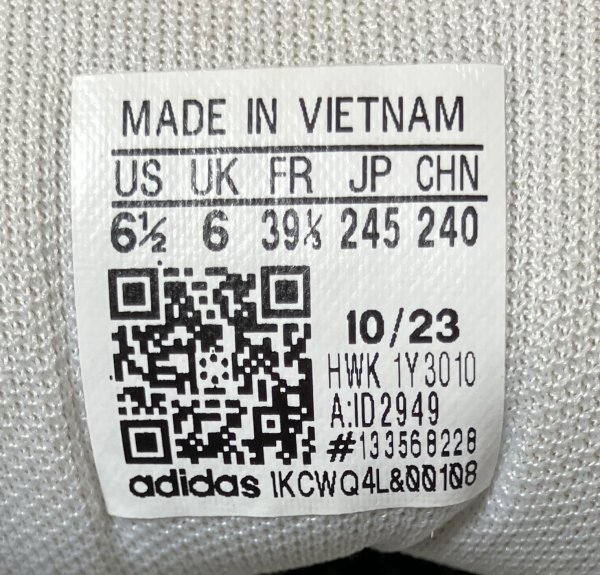 MADE IN VIETNAM
US UK FR JP CHN
6½ 6 39⅓ 245 240
10/23
HWK 1Y3010
A:ID2949
#133568228
adidas IKCWQ4L&00108